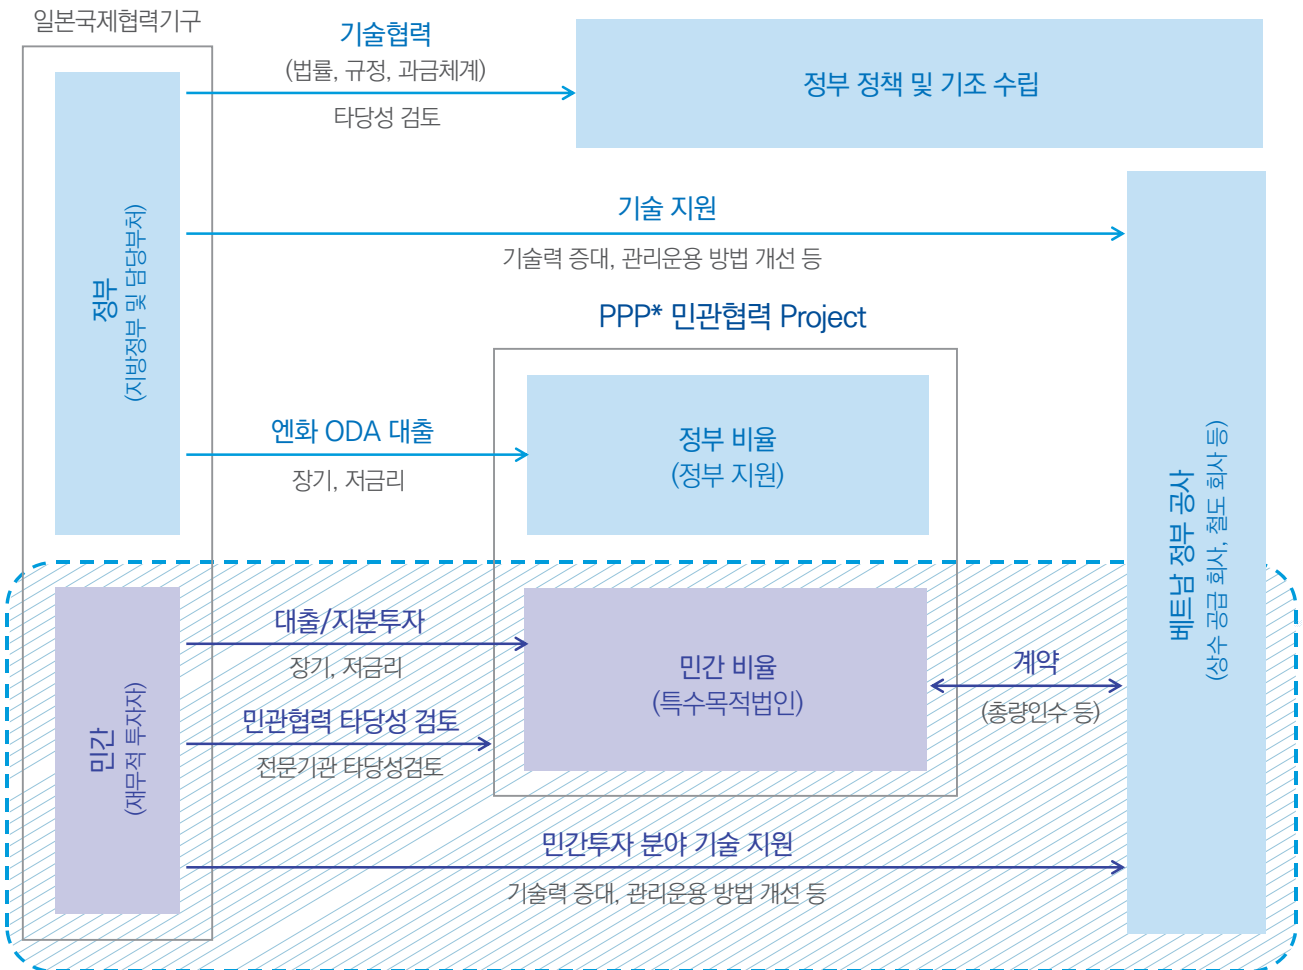 일본국제협력기구
기술협력
(법률, 규정, 과금체계)
타당성 검토
정부 정책 및 기조 수립
정부
(지방정부 및 담당부처)
기술 지원
기술력 증대, 관리운용 방법 개선 등
PPP* 민관협력 Project
엔화 ODA 대출
장기, 저금리
정부 비율
(정부 지원)
베트남 정부 공사
(상수 공급 회사, 철도 회사 등)
민간
(재무적 투자자)
대출/지분투자
장기, 저금리
민관협력 타당성 검토
전문기관 타당성검토
민간 비율
(특수목적법인)
계약
(총량인수 등)
민간투자 분야 기술 지원
기술력 증대, 관리운용 방법 개선 등